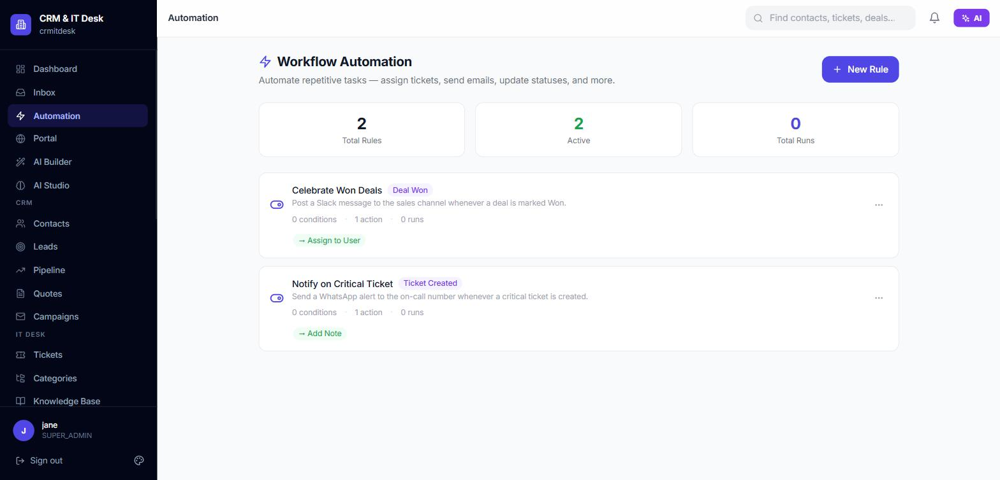 CRM & IT Desk
crmitdesk
Dashboard
Inbox
Automation
Portal
AI Builder
AI Studio
CRM
Contacts
Leads
Pipeline
Quotes
Campaigns
IT DESK
Tickets
Categories
Knowledge Base
J
jane
SUPER_ADMIN
Sign out
Automation
Find contacts, tickets, deals...
AI
Workflow Automation
Automate repetitive tasks — assign tickets, send emails, update statuses, and more.
+ New Rule
2
Total Rules
2
Active
0
Total Runs
Celebrate Won Deals Deal Won
Post a Slack message to the sales channel whenever a deal is marked Won.
0 conditions · 1 action · 0 runs
→ Assign to User
Notify on Critical Ticket Ticket Created
Send a WhatsApp alert to the on-call number whenever a critical ticket is created.
0 conditions · 1 action · 0 runs
→ Add Note